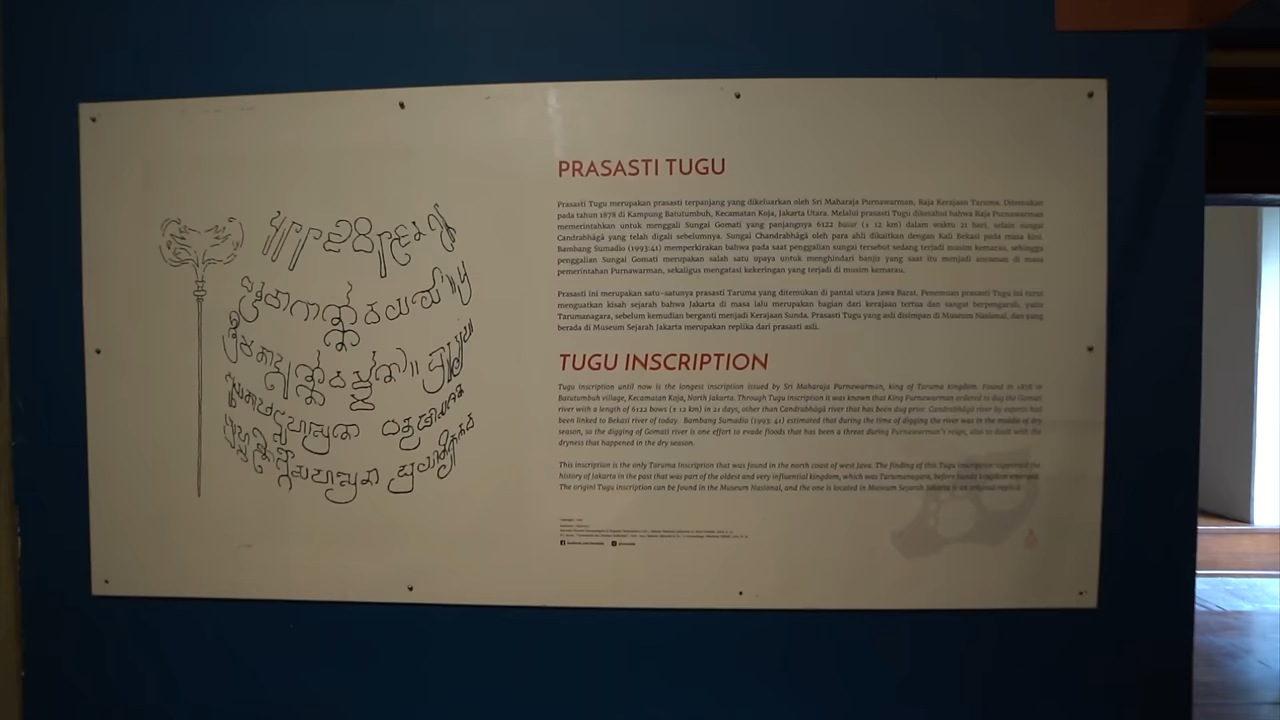 PRASASTI TUGU
Prasasti Tugu merupakan prasasti terpanjang yang dikeluarkan oleh Sri Maharaja Purnawarman, Raja Kerajaan Taruma. Ditemukan
pada tahun 1878 di Kampung Batutumbuh, Kecamatan Koja, Jakarta Utara. Melalui prasasti Tugu diketahui bahwa Raja Purnawarman
memerintahkan untuk menggali Sungai Gomati yang panjangnya 6122 busur (± 12 km) dalam waktu 21 hari, selain sungai
Candrabhāgā yang telah digali sebelumnya. Sungai Chandrabhāgā oleh para ahli dikaitkan dengan Kali Bekasi pada masa kini.
Bambang Sumadio (1993:41) memperkirakan bahwa pada saat penggalian sungai tersebut sedang terjadi musim kemarau, sehingga
penggalian Sungai Gomati merupakan salah satu upaya untuk menghindari banjir yang saat itu menjadi ancaman di masa
pemerintahan Purnawarman, sekaligus mengatasi kekeringan yang terjadi di musim kemarau.
Prasasti ini merupakan satu-satunya prasasti Taruma yang ditemukan di pantai utara Jawa Barat. Penemuan prasasti Tugu ini turut
menguatkan kisah sejarah bahwa Jakarta di masa lalu merupakan bagian dari kerajaan tertua dan sangat berpengaruh, yaitu
Tarumanagara, sebelum kemudian berganti menjadi Kerajaan Sunda. Prasasti Tugu yang asli disimpan di Museum Nasional, dan yang
berada di Museum Sejarah Jakarta merupakan replika dari prasasti asli.
TUGU INSCRIPTION
Tugu inscription until now is the longest inscription issued by Sri Maharaja Purnawarman, king of Taruma Kingdom. Found in 1878 in
Batutumbuh village, Kecamatan Koja, North Jakarta. Through Tugu inscription it was known that King Purnawarman ordered to dug the Gomati
river with a length of 6122 bows (± 12 km) in 21 days, other than Candrabhāgā river that has been dug prior. Candrabhāgā river by experts had
been linked to Bekasi river of today. Bambang Sumadio (1993: 41) estimated that during the time of digging the river was in the middle of dry
season, so the digging of Gomati river is one effort to evade floods that has been a threat during Purnawarman's reign, also to dealt with the
dryness that happened in the dry season.
This inscription is the only Taruma Inscription that was found in the north coast of west Java. The finding of this Tugu inscription supported the
history of Jakarta in the past that was part of the oldest and very influential kingdom, which was Tarumanagara, before Sunda kingdom emerged.
The original Tugu inscription can be found in the Museum Nasional, and the one is located in Museum Sejarah Jakarta is an original replica.